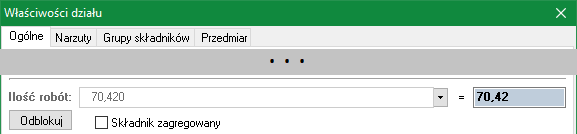 Właściwości działu
Ogólne Narzuty Grupy składników Przedmiar
• • •
Ilość robót: 70,420 = 70,42
Odblokuj Składnik zagregowany